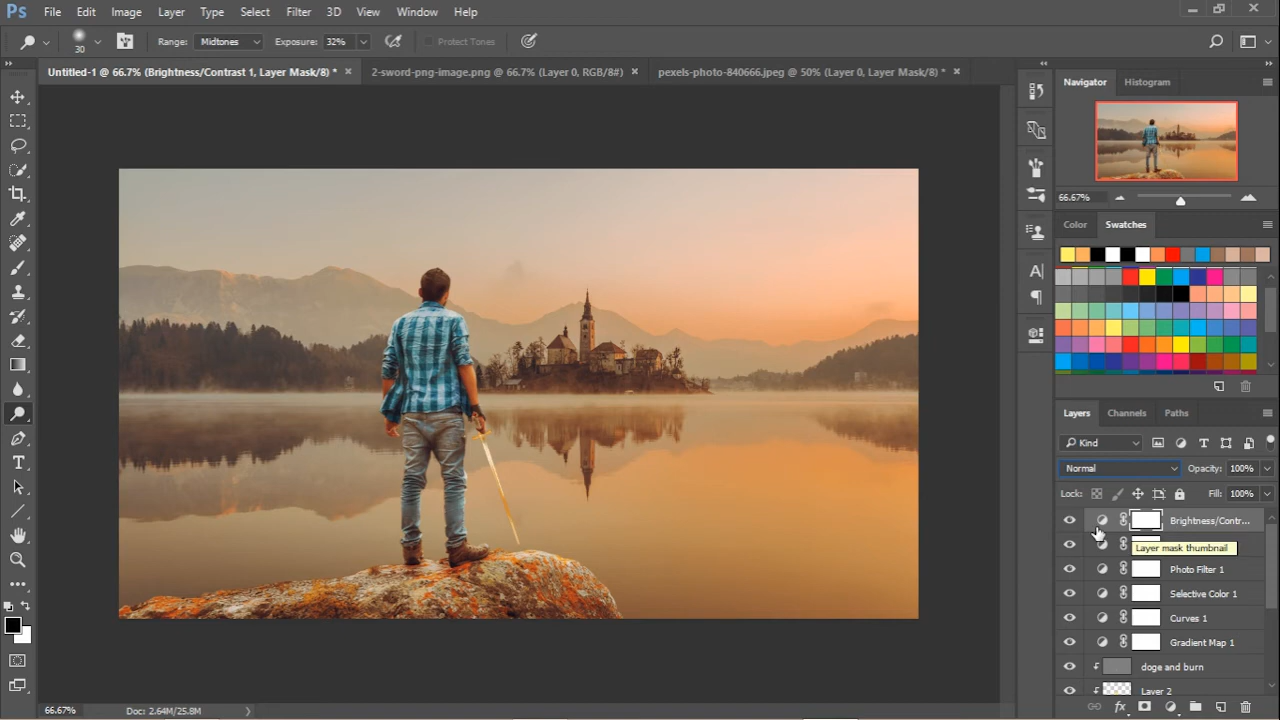 Ps File Edit Image Layer Type Select Filter 3D View Window Help
30 Range: Midtones Exposure: 32% Protect Tones
Untitled-1 @ 66.7% (Brightness/Contrast 1, Layer Mask/8) * × 2-sword-png-image.png @ 66.7% (Layer 0, RGB/8#) × pexels-photo-840666.jpeg @ 50% (Layer 0, Layer Mask/8) * ×
Navigator Histogram
66.67%
Color Swatches
Layers Channels Paths
Kind
Normal Opacity: 100%
Lock: Fill: 100%
Brightness/Contr...
Layer mask thumbnail
Photo Filter 1
Selective Color 1
Curves 1
Gradient Map 1
doge and burn
Layer 2
66.67% Doc: 2.64M/25.8M